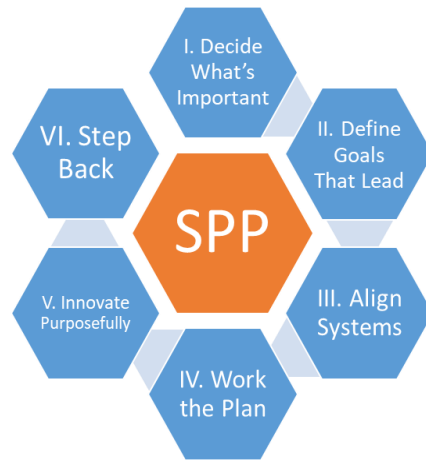 I. Decide
What's
Important
II. Define
Goals
That Lead
III. Align
Systems
IV. Work
the Plan
V. Innovate
Purposefully
VI. Step
Back
SPP